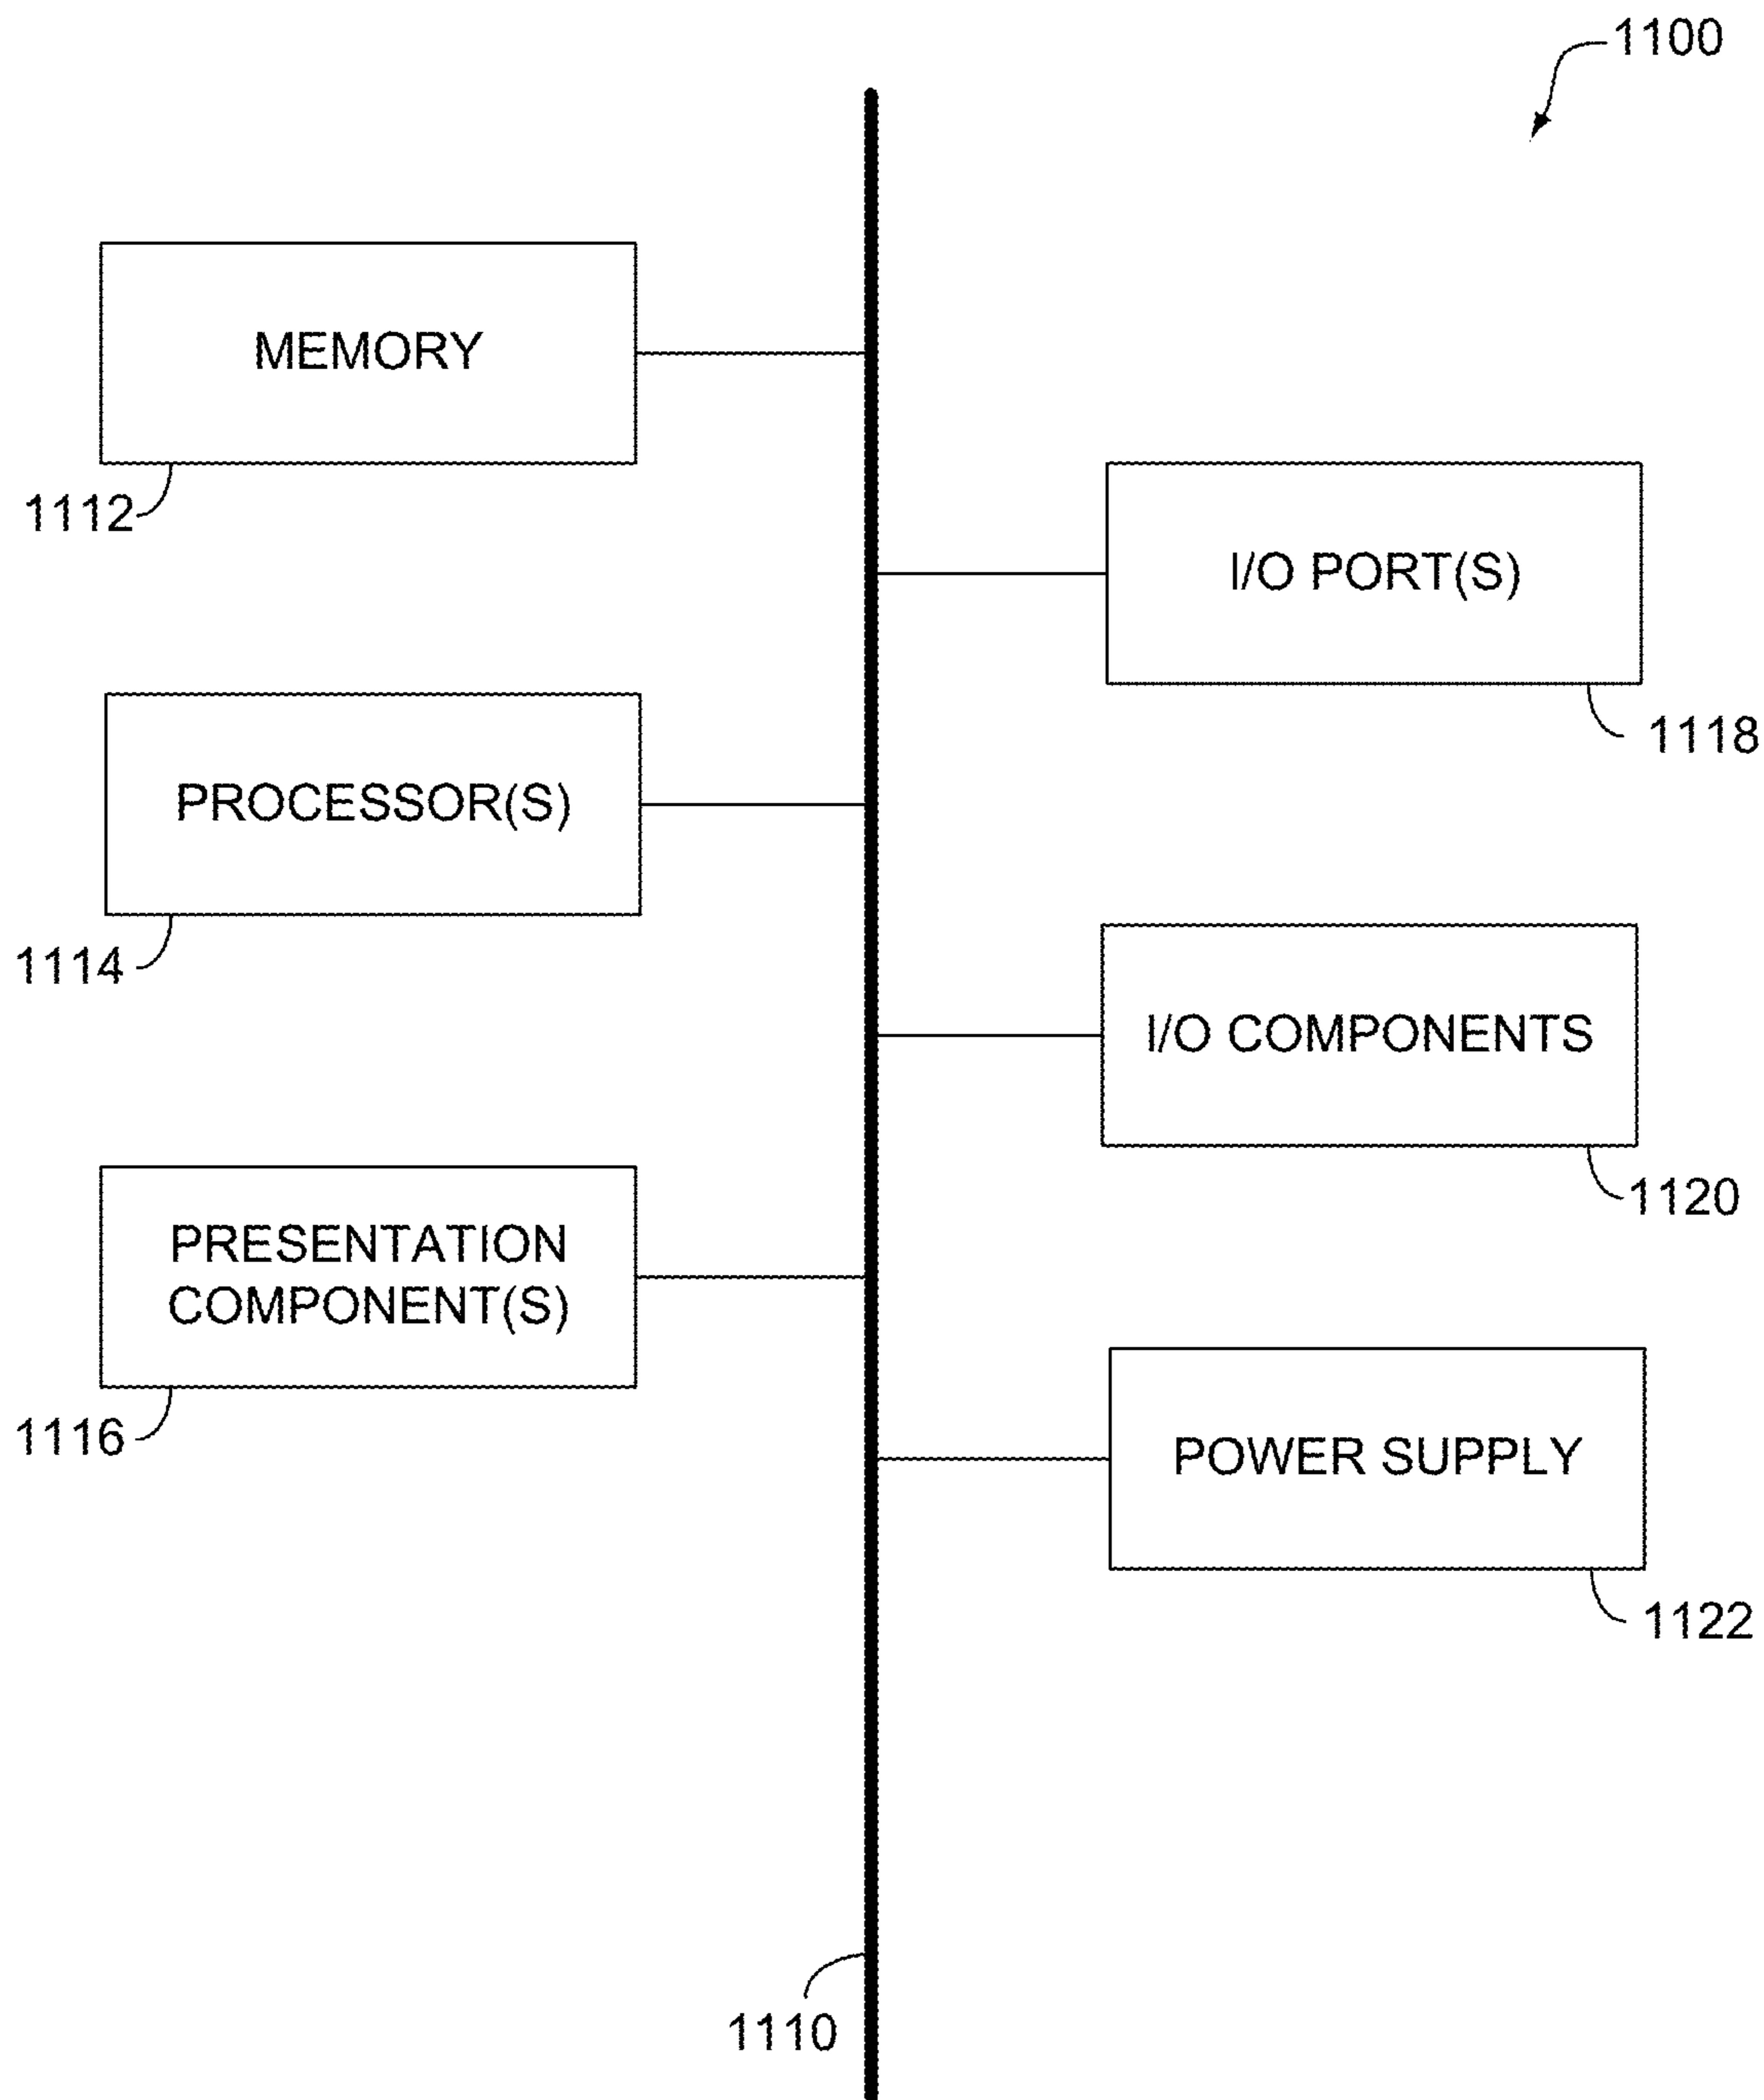 1100
MEMORY
1112
I/O PORT(S)
1118
PROCESSOR(S)
1114
I/O COMPONENTS
1120
PRESENTATION
COMPONENT(S)
1116
POWER SUPPLY
1122
1110